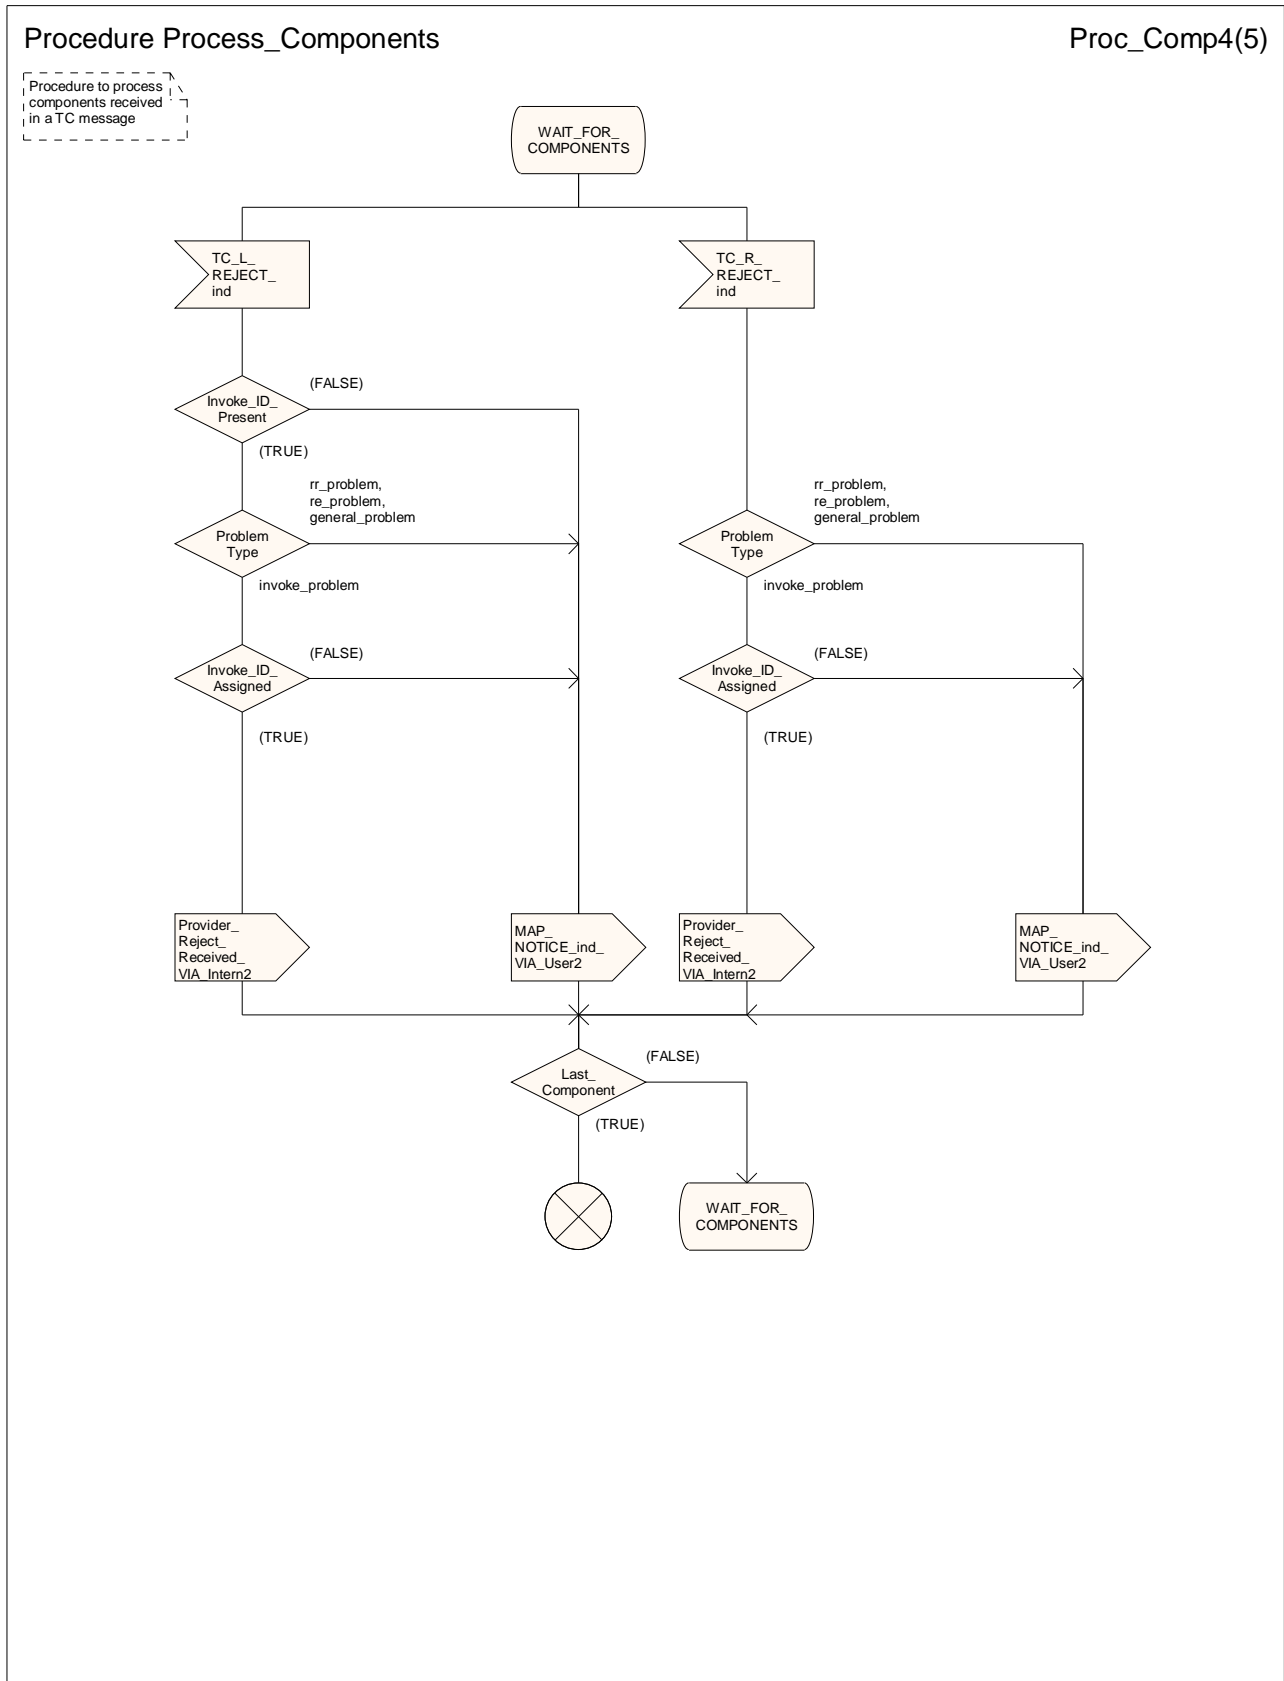 Procedure Process_Components
Proc_Comp4(5)
Procedure to process
components received
in a TC message
WAIT_FOR_
COMPONENTS
TC_L_
REJECT_
ind
TC_R_
REJECT_
ind
Invoke_ID_
Present
(FALSE)
(TRUE)
rr_problem,
re_problem,
general_problem
Problem
Type
invoke_problem
rr_problem,
re_problem,
general_problem
Problem
Type
invoke_problem
Invoke_ID_
Assigned
(FALSE)
(TRUE)
Invoke_ID_
Assigned
(FALSE)
(TRUE)
Provider_
Reject_
Received_
VIA_Intern2
MAP_
NOTICE_ind_
VIA_User2
Provider_
Reject_
Received_
VIA_Intern2
MAP_
NOTICE_ind_
VIA_User2
Last_
Component
(FALSE)
(TRUE)
WAIT_FOR_
COMPONENTS